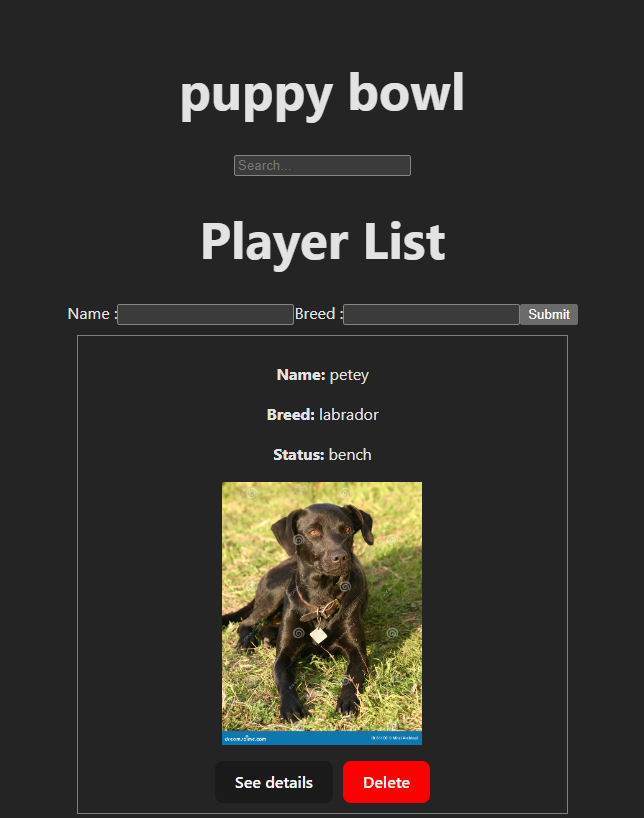 puppy bowl
Search...
Player List
Name : Breed : Submit
Name: petey
Breed: labrador
Status: bench
dreamstime.com
See details Delete